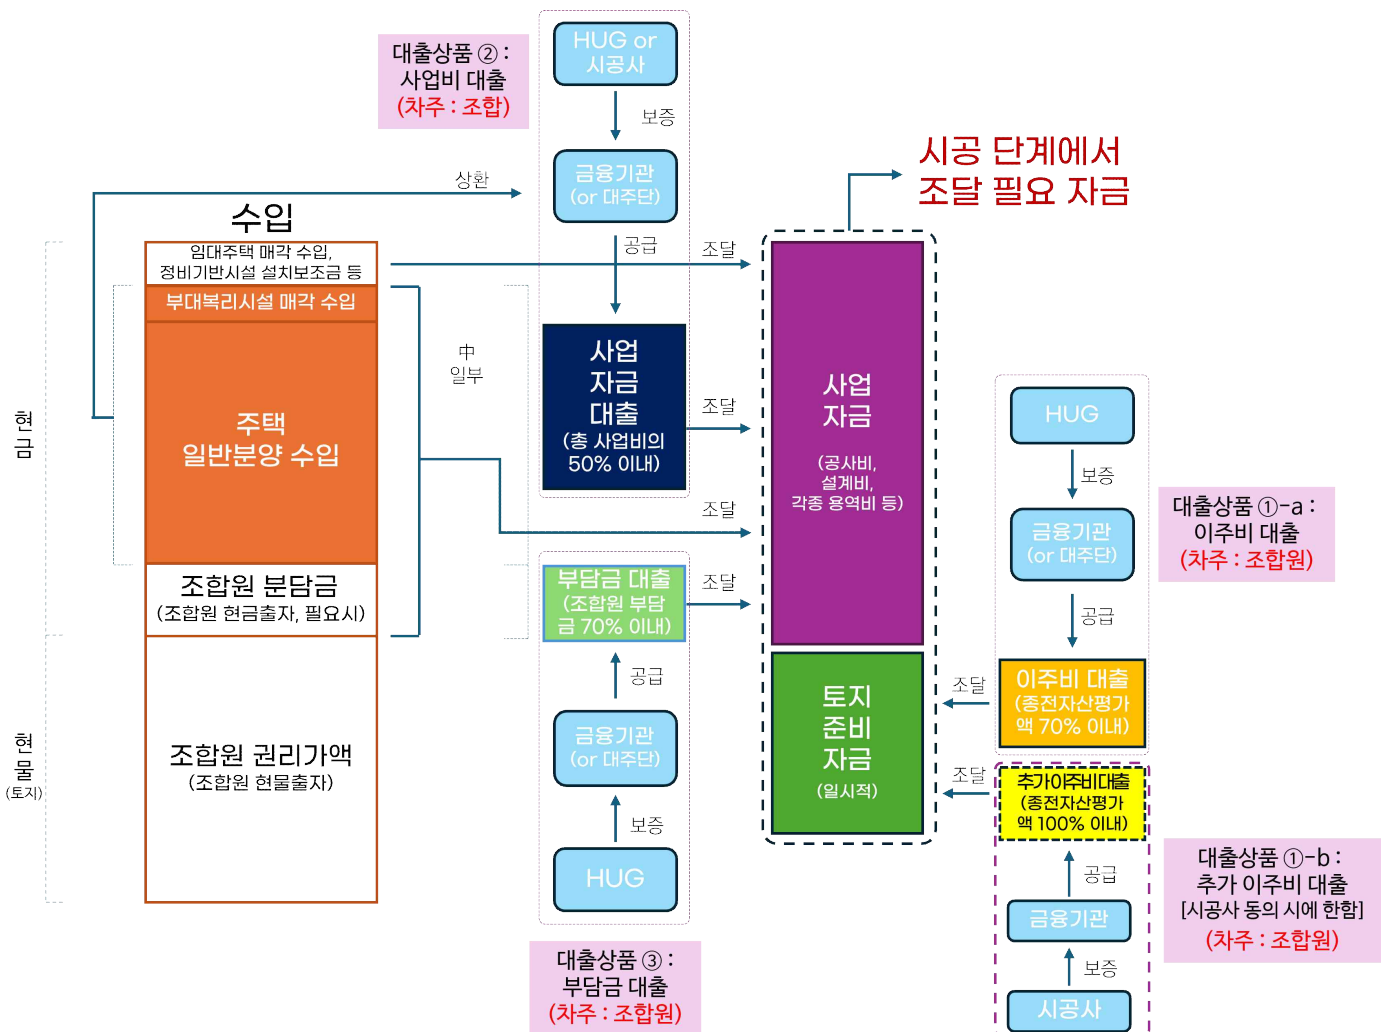 대출상품 ② :
사업비 대출
(차주 : 조합)
HUG or
시공사
보증
금융기관
(or 대주단)
상환
공급
시공 단계에서
조달 필요 자금
수입
임대주택 매각 수입,
정비기반시설 설치보조금 등
부대복리시설 매각 수입
주택
일반분양 수입
조합원 분담금
(조합원 현금출자, 필요시)
조합원 권리가액
(조합원 현물출자)
현
금
현
물
(토지)
中
일부
조달
사업
자금
대출
(총 사업비의
50% 이내)
조달
조달
부담금 대출
(조합원 부담
금 70% 이내)
조달
공급
금융기관
(or 대주단)
보증
HUG
대출상품 ③ :
부담금 대출
(차주 : 조합원)
사업
자금
(공사비,
설계비,
각종 용역비 등)
토지
준비
자금
(일시적)
HUG
보증
금융기관
(or 대주단)
공급
이주비 대출
(종전자산평가
액 70% 이내)
조달
대출상품 ①-a :
이주비 대출
(차주 : 조합원)
조달
추가이주비대출
(종전자산평가
액 100% 이내)
공급
금융기관
보증
시공사
대출상품 ①-b :
추가 이주비 대출
[시공사 동의 시에 한함]
(차주 : 조합원)